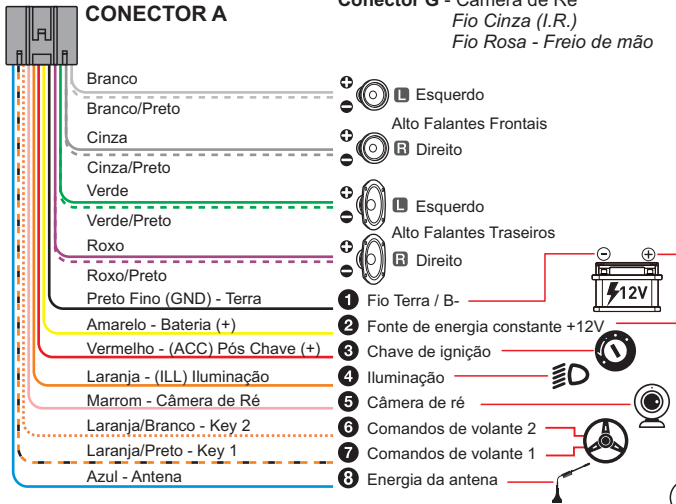 CONECTOR A
Conector G - Câmera de Ré
Fio Cinza (I.R.)
Fio Rosa - Freio de mão
Branco
Branco/Preto
L Esquerdo
Alto Falantes Frontais
Cinza
Cinza/Preto
R Direito
Verde
Verde/Preto
L Esquerdo
Alto Falantes Traseiros
Roxo
Roxo/Preto
R Direito
Preto Fino (GND) - Terra
1 Fio Terra / B-
12V
Amarelo - Bateria (+)
2 Fonte de energia constante +12V
Vermelho - (ACC) Pós Chave (+)
3 Chave de ignição
Laranja - (ILL) Iluminação
4 Iluminação
Marrom - Câmera de Ré
5 Câmera de ré
Laranja/Branco - Key 2
6 Comandos de volante 2
Laranja/Preto - Key 1
7 Comandos de volante 1
Azul - Antena
8 Energia da antena